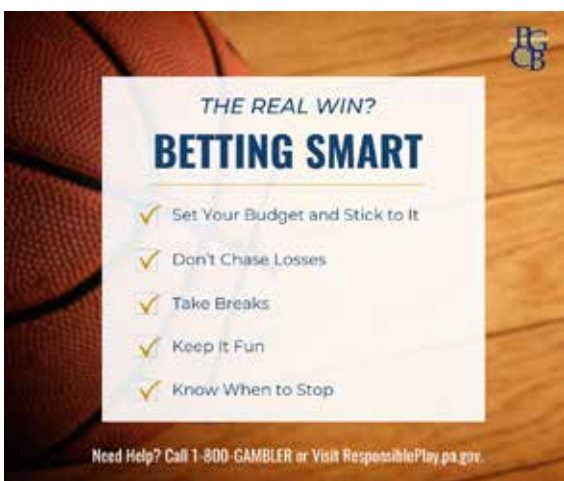 PGCB
THE REAL WIN?
BETTING SMART
Set Your Budget and Stick to It
Don't Chase Losses
Take Breaks
Keep It Fun
Know When to Stop
Need Help? Call 1-800-GAMBLER or Visit ResponsiblePlay.pa.gov.